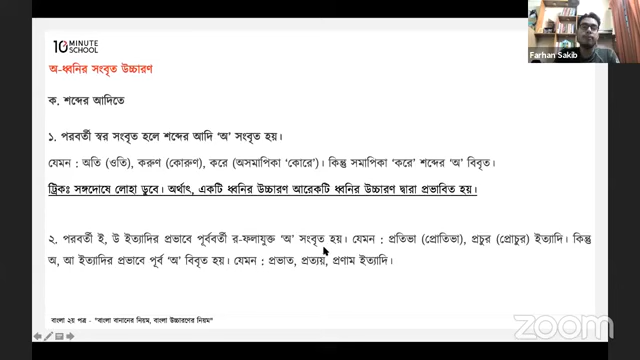 10 MINUTE SCHOOL
অ-ধ্বনির সংবৃত উচ্চারণ
ক. শব্দের আদিতে
১. পরবর্তী স্বর সংবৃত হলে শব্দের আদি ‘অ’ সংবৃত হয়।
যেমন : অতি (ওতি), করুণ (কোরুণ), করে (অসমাপিকা ‘কোরে’)। কিন্তু সমাপিকা ‘করে’ শব্দের ‘অ’ বিবৃত।
ট্রিকঃ সঙ্গদোষে লোহা ডুবে। অর্থাৎ, একটি ধ্বনির উচ্চারণ আরেকটি ধ্বনির উচ্চারণ দ্বারা প্রভাবিত হয়।
২. পরবর্তী ই, উ ইত্যাদির প্রভাবে পূর্ববর্তী র-ফলাযুক্ত ‘অ’ সংবৃত হয়। যেমন : প্রতিভা (প্রোতিভা), প্রচুর (প্রোচুর) ইত্যাদি। কিন্তু
অ, আ ইত্যাদির প্রভাবে পূর্ব ‘অ’ বিবৃত হয়। যেমন : প্রভাত, প্রত্যয়, প্রণাম ইত্যাদি।
বাংলা ২য় পত্র - "বাংলা বানানের নিয়ম, বাংলা উচ্চারণের নিয়ম"
Farhan Sakib
zoom